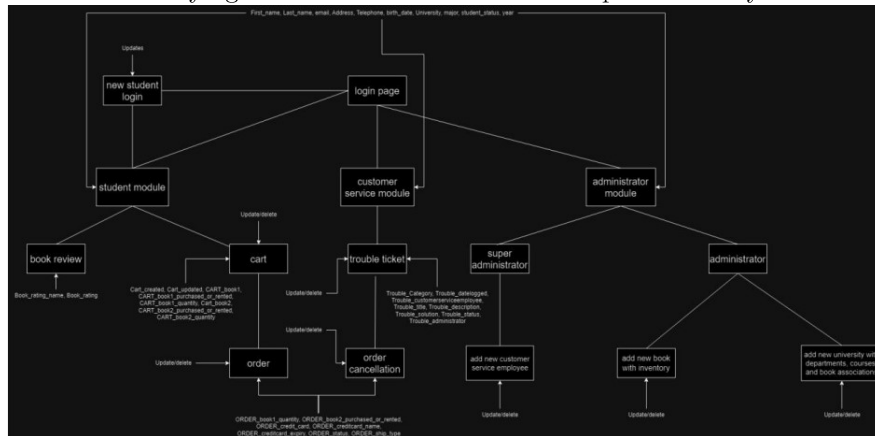 First_name, Last_name, email, Address, Telephone, birth_date, University, major, student_status, year
Updates
new student
login
login page
student module
customer
service module
administrator
module
Update/delete
book review
cart
trouble ticket
super
administrator
administrator
Book_rating_name, Book_rating
Cart_created, Cart_updated, CART_book1,
CART_book1_purchased_or_rented,
CART_book1_quantity, Cart_book2,
CART_book2_purchased_or_rented,
CART_book2_quantity
Update/delete
Trouble_Category, Trouble_datelogged,
Trouble_customerserviceemployee,
Trouble_title, Trouble_description,
Trouble_solution, Trouble_status,
Trouble_administrator
Update/delete
Update/delete
order
order
cancellation
add new customer
service employee
add new book
with inventory
add new university with
departments, courses
and book associations
Update/delete
Update/delete
Update/delete
ORDER_book1_quantity, ORDER_book2_purchased_or_rented,
ORDER_credit_card, ORDER_creditcard_name,
ORDER_creditcard_expiry, ORDER_status, ORDER_ship_type